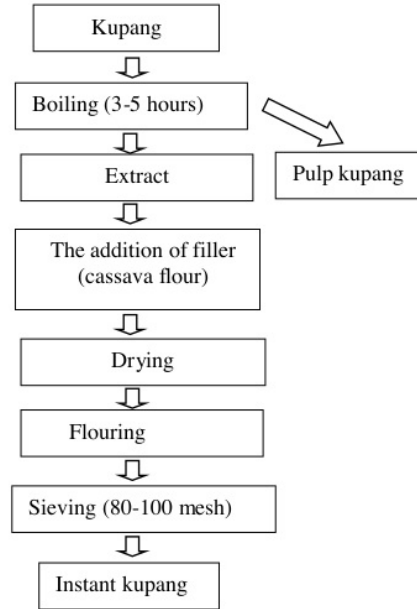 Kupang
Boiling (3-5 hours)
Extract
Pulp kupang
The addition of filler
(cassava flour)
Drying
Flouring
Sieving (80-100 mesh)
Instant kupang